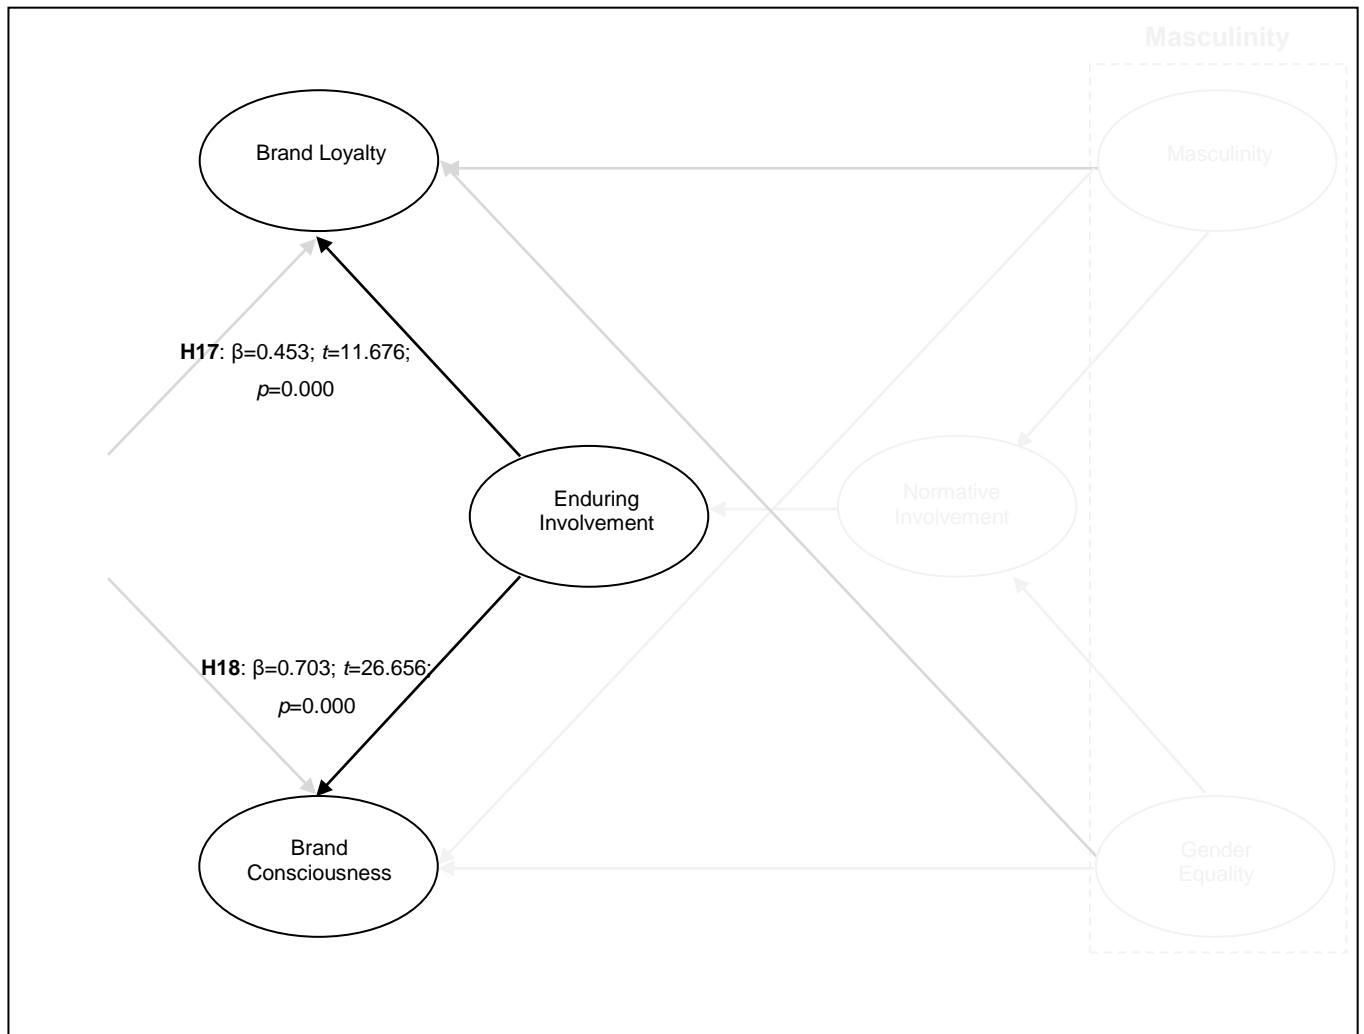 Masculinity
Brand Loyalty
Masculinity
H17: β=0.453; t=11.676;
p=0.000
Enduring
Involvement
Normative
Involvement
H18: β=0.703; t=26.656;
p=0.000
Brand
Consciousness
Gender
Equality